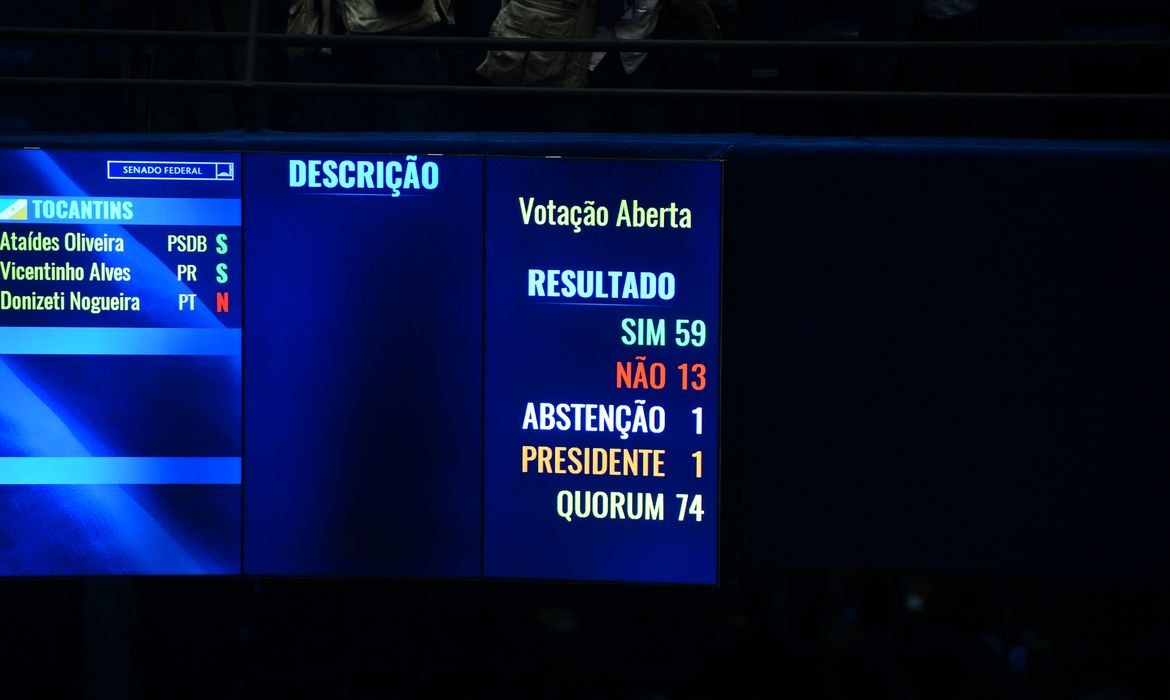 SENADO FEDERAL
TOCANTINS
Ataídes Oliveira PSDB S
Vicentinho Alves PR S
Donizeti Nogueira PT N
DESCRIÇÃO
Votação Aberta
RESULTADO
SIM 59
NÃO 13
ABSTENÇÃO 1
PRESIDENTE 1
QUORUM 74